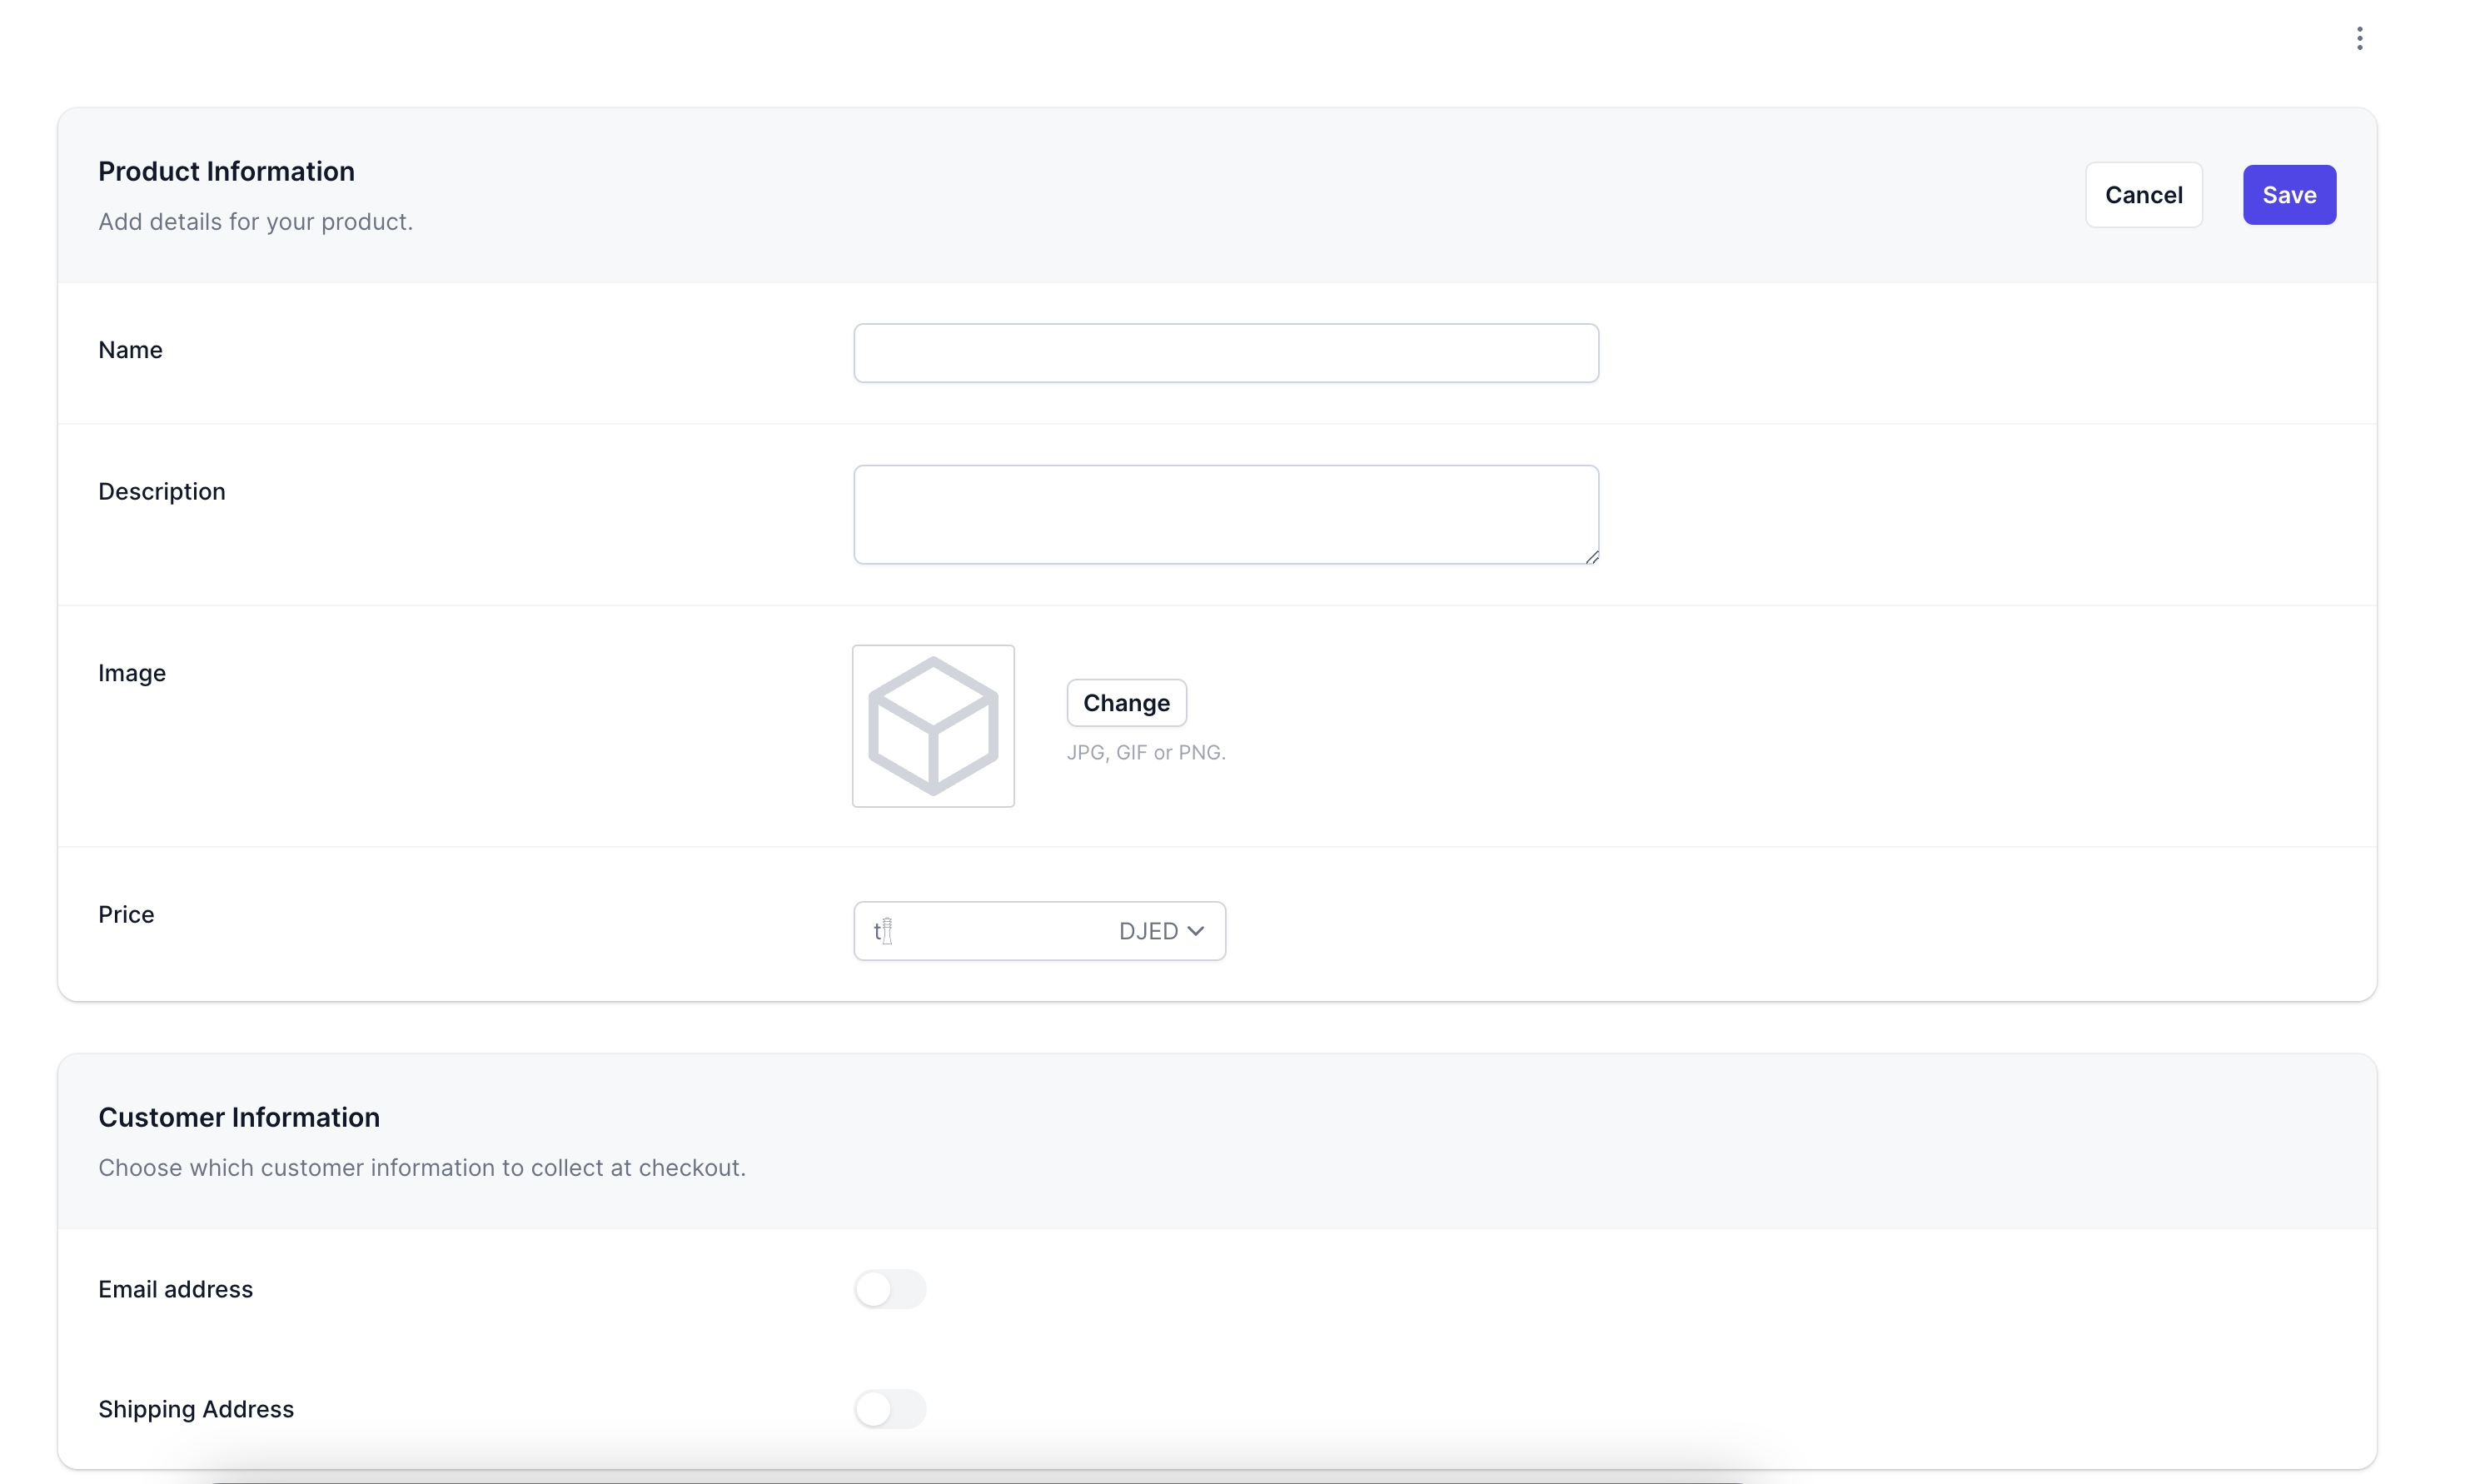 Product Information
Add details for your product.
Cancel
Save
Name
Description
Image
Change
JPG, GIF or PNG.
Price
t
DJED
Customer Information
Choose which customer information to collect at checkout.
Email address
Shipping Address